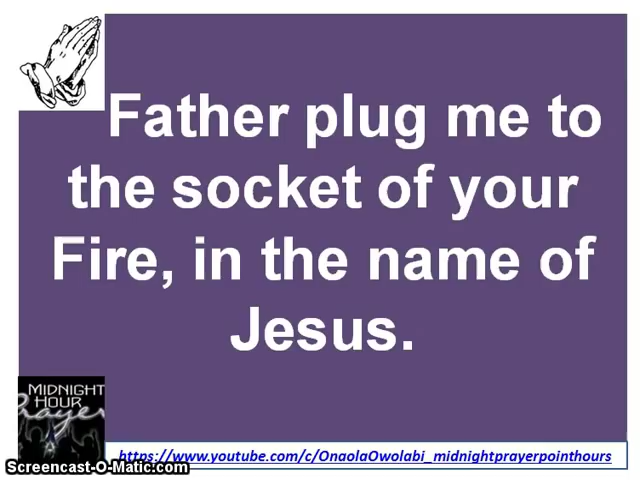 Father plug me to
the socket of your
Fire, in the name of
Jesus.
MIDNIGHT
HOUR
Prayer
https://www.youtube.com/c/OnaolaOwolabi_midnightprayerpointhours
Screencast-O-Matic.com